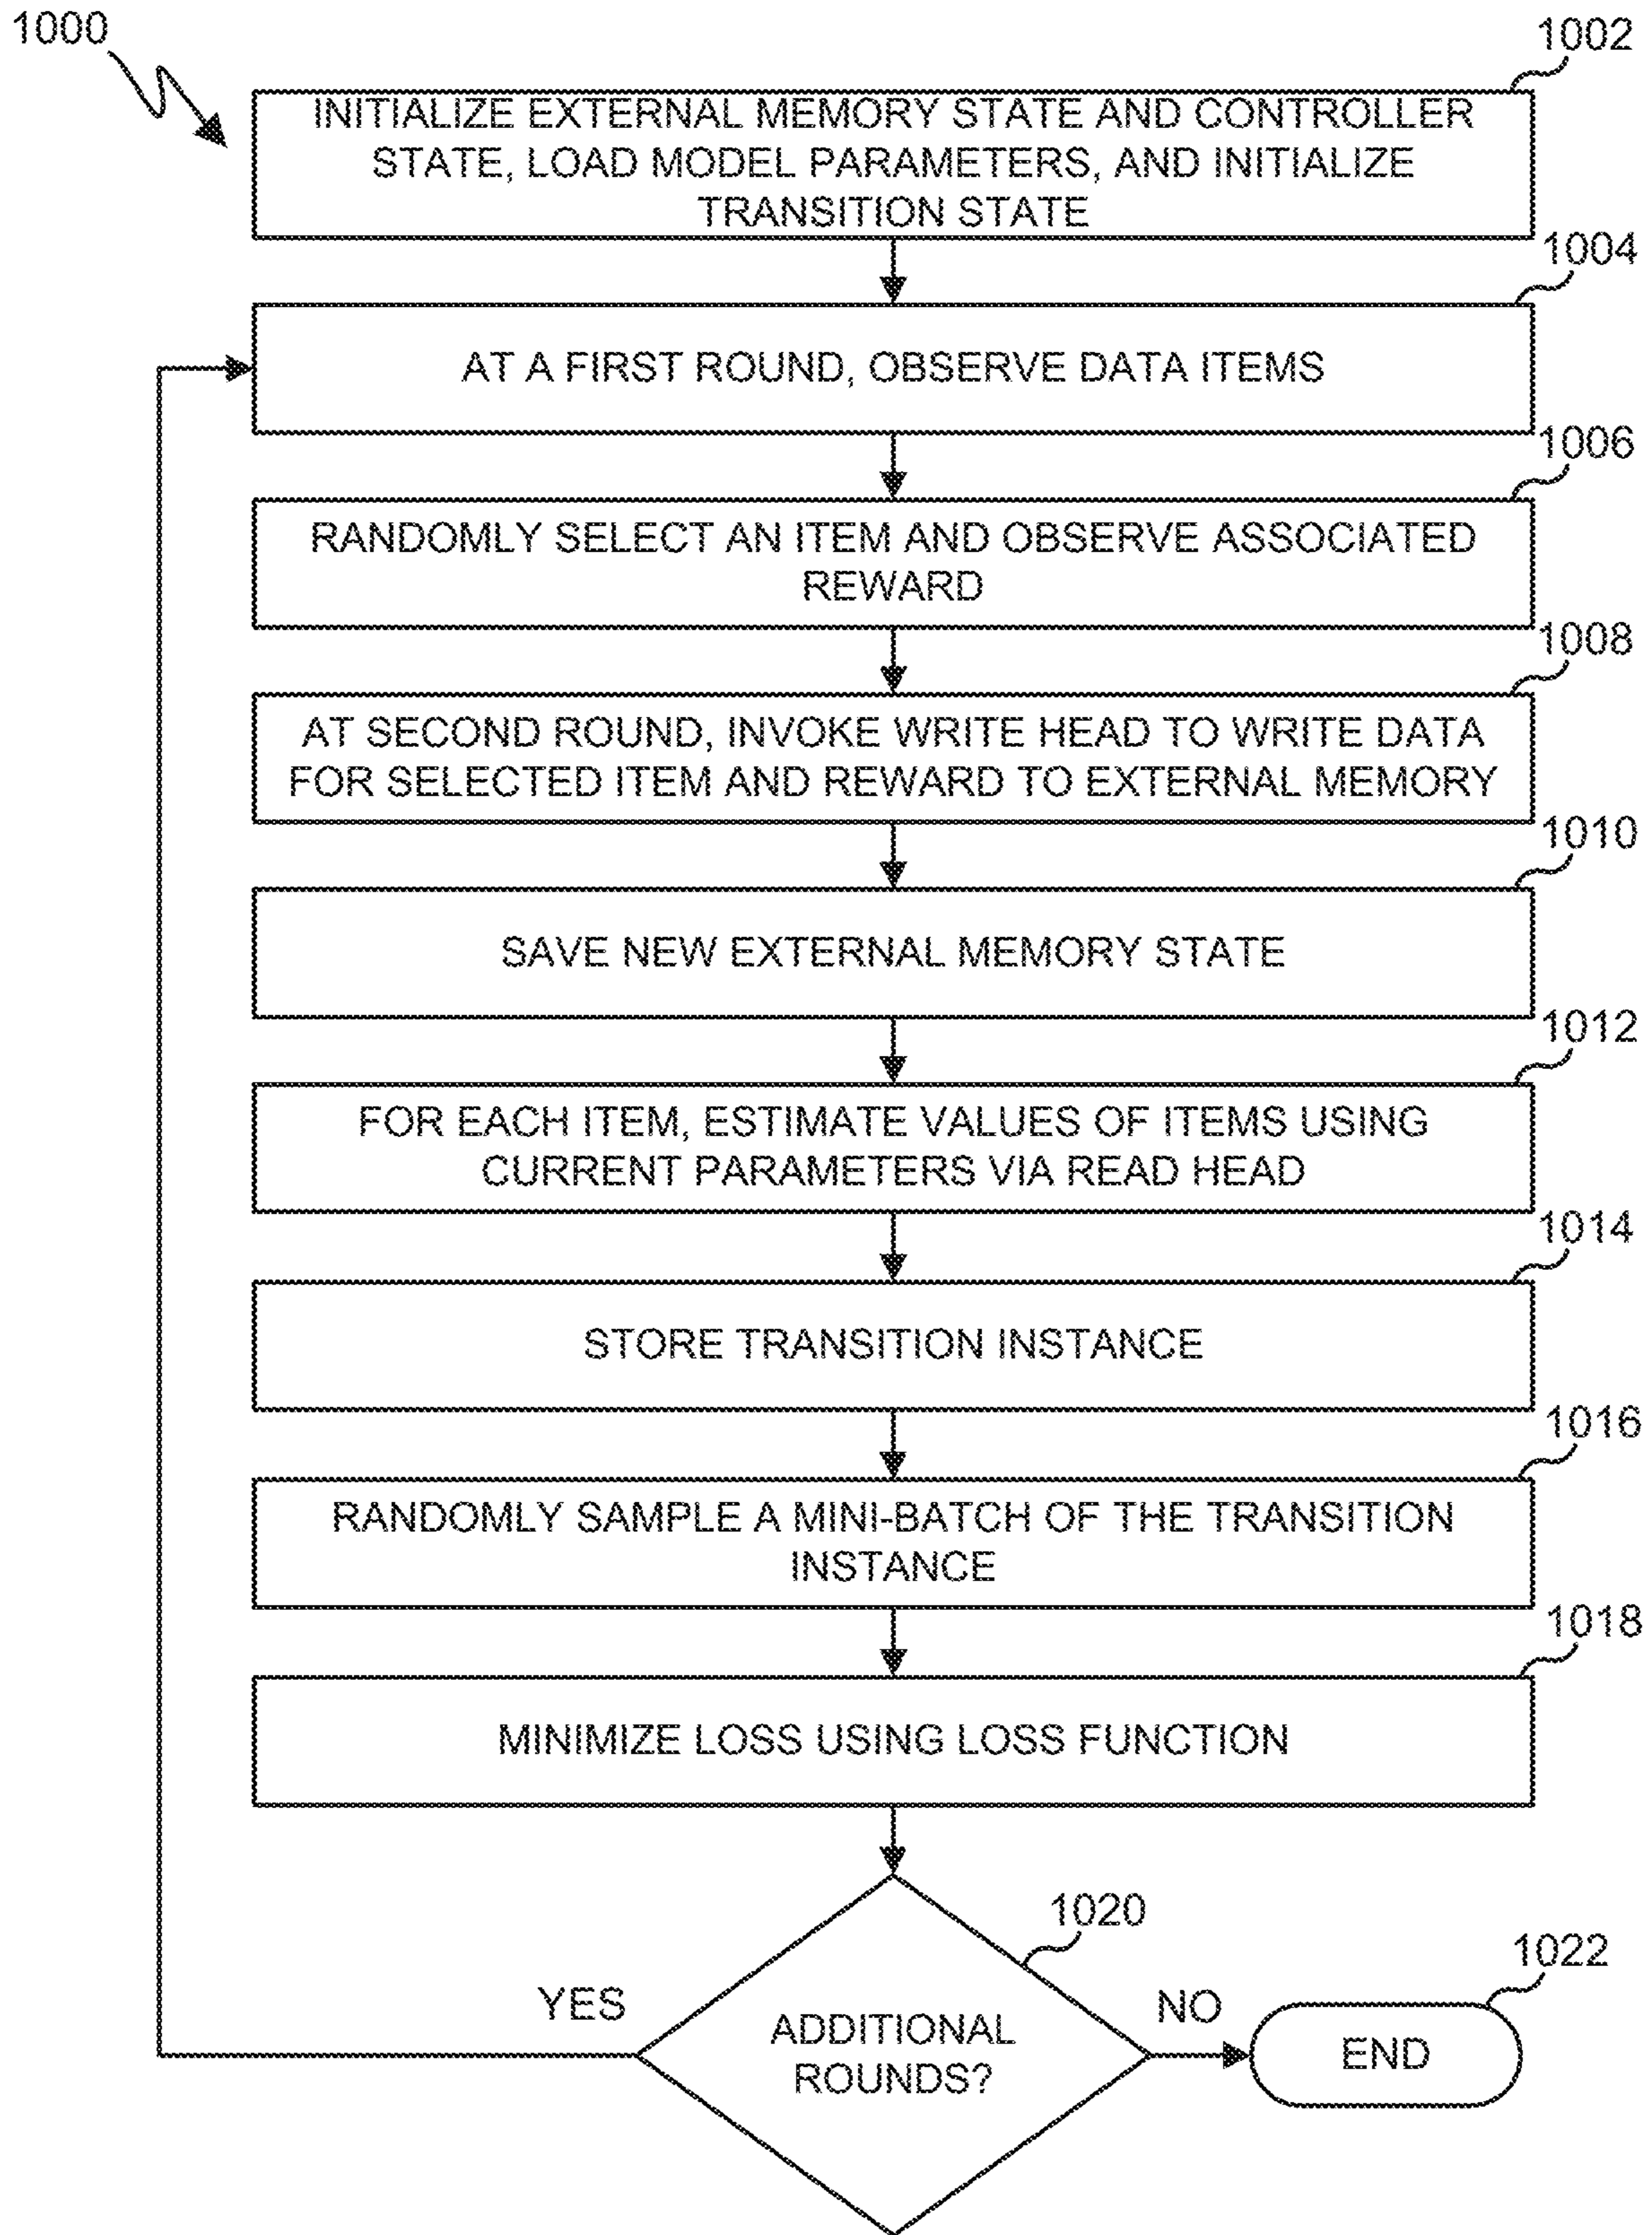 1000
1002
INITIALIZE EXTERNAL MEMORY STATE AND CONTROLLER
STATE, LOAD MODEL PARAMETERS, AND INITIALIZE
TRANSITION STATE
1004
AT A FIRST ROUND, OBSERVE DATA ITEMS
1006
RANDOMLY SELECT AN ITEM AND OBSERVE ASSOCIATED
REWARD
1008
AT SECOND ROUND, INVOKE WRITE HEAD TO WRITE DATA
FOR SELECTED ITEM AND REWARD TO EXTERNAL MEMORY
1010
SAVE NEW EXTERNAL MEMORY STATE
1012
FOR EACH ITEM, ESTIMATE VALUES OF ITEMS USING
CURRENT PARAMETERS VIA READ HEAD
1014
STORE TRANSITION INSTANCE
1016
RANDOMLY SAMPLE A MINI-BATCH OF THE TRANSITION
INSTANCE
1018
MINIMIZE LOSS USING LOSS FUNCTION
1020
ADDITIONAL
ROUNDS?
YES
NO
1022
END